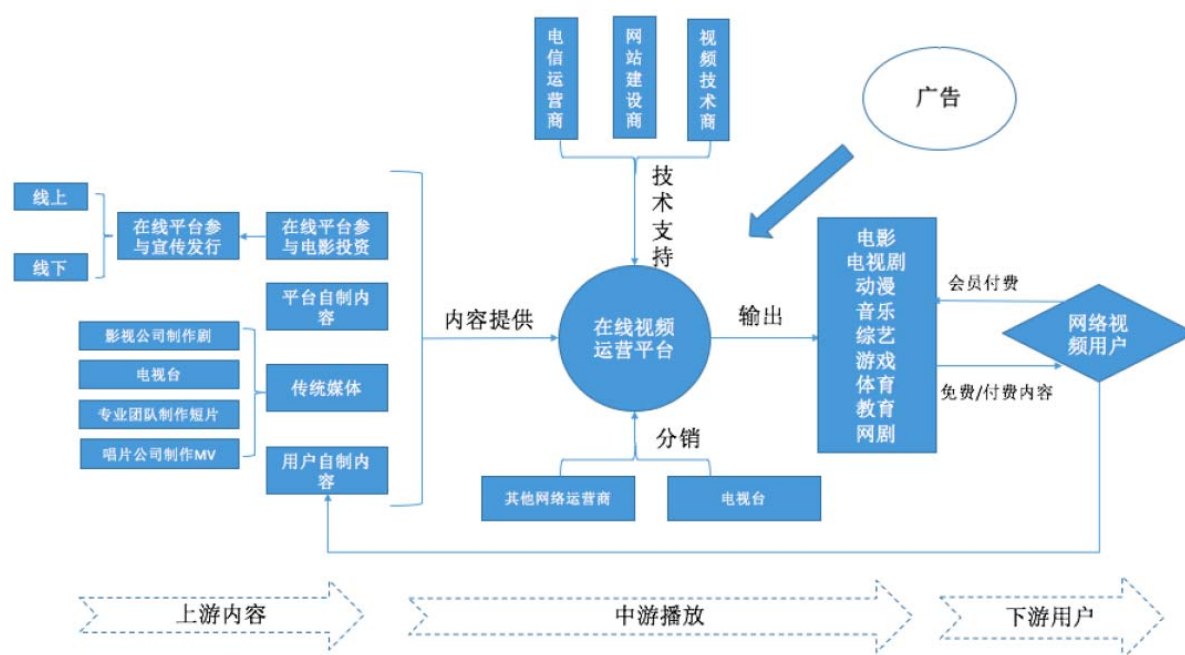 电信运营商
网站建设商
视频技术商
广告
技术支持
线上
线下
在线平台参
与宣传发行
在线平台参
与电影投资
平台自制内
容
影视公司制作剧
电视台
专业团队制作短片
唱片公司制作MV
传统媒体
用户自制内
容
内容提供
在线视频
运营平台
输出
电影
电视剧
动漫
音乐
综艺
游戏
体育
教育
网剧
会员付费
免费/付费内容
网络视
频用户
分销
其他网络运营商
电视台
上游内容
中游播放
下游用户